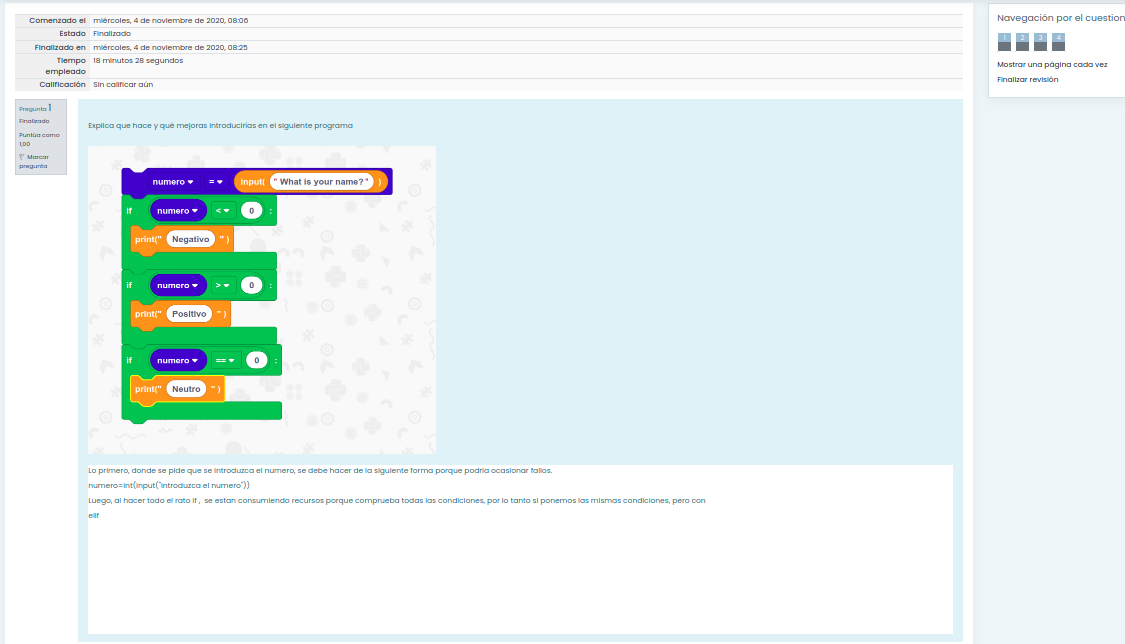 Comenzado el miércoles, 4 de noviembre de 2020, 08:06
Estado Finalizado
Finalizado en miércoles, 4 de noviembre de 2020, 08:25
Tiempo empleado 18 minutos 28 segundos
Calificación Sin calificar aún
Navegación por el cuestion
1 2 3 4
Mostrar una página cada vez
Finalizar revisión
Pregunta 1
Finalizado
Puntúa como
1,00
Marcar
pregunta
Explica que hace y qué mejoras introducirías en el siguiente programa
numero = input( " What is your name? " )
if numero < 0 :
print(" Negativo " )
if numero > 0 :
print(" Positivo " )
if numero == 0 :
print(" Neutro " )
Lo primero, donde se pide que se introduzca el numero, se debe hacer de la siguiente forma porque podria ocasionar fallos.
numero=int(input("Introduzca el numero"))
Luego, al hacer todo el rato if , se estan consumiendo recursos porque comprueba todas las condiciones, por lo tanto si ponemos las mismas condiciones, pero con
elif